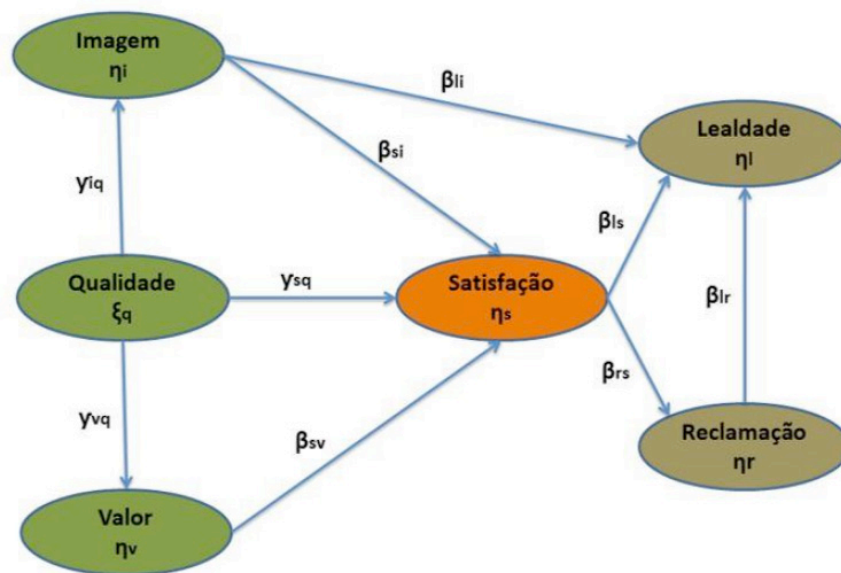 Imagem
ηi
βli
Lealdade
ηl
βsi
γiq
βls
Qualidade
ξq
γsq
Satisfação
ηs
βlr
γvq
βsv
βrs
Reclamação
ηr
Valor
ηv